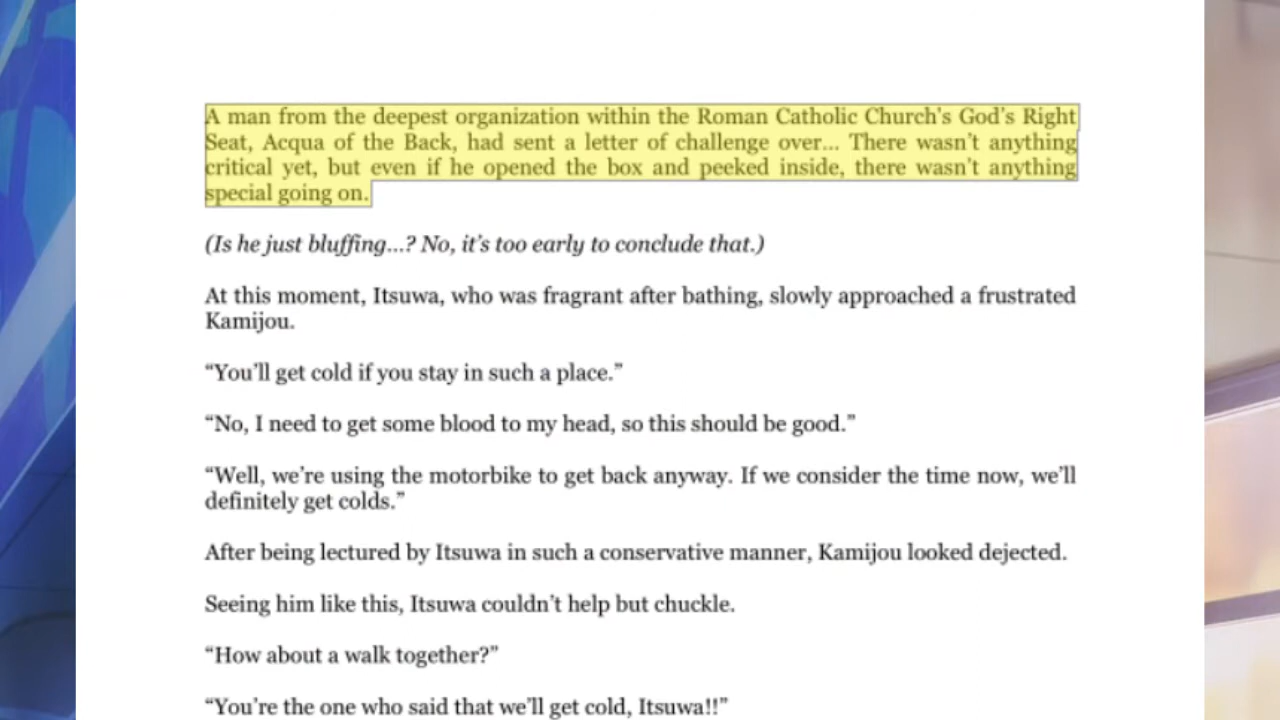 A man from the deepest organization within the Roman Catholic Church's God's Right
Seat, Acqua of the Back, had sent a letter of challenge over... There wasn't anything
critical yet, but even if he opened the box and peeked inside, there wasn't anything
special going on.
(Is he just bluffing...? No, it's too early to conclude that.)
At this moment, Itsuwa, who was fragrant after bathing, slowly approached a frustrated
Kamijou.
“You'll get cold if you stay in such a place.”
“No, I need to get some blood to my head, so this should be good.”
“Well, we're using the motorbike to get back anyway. If we consider the time now, we'll
definitely get colds.”
After being lectured by Itsuwa in such a conservative manner, Kamijou looked dejected.
Seeing him like this, Itsuwa couldn't help but chuckle.
“How about a walk together?”
“You're the one who said that we'll get cold, Itsuwa!!”